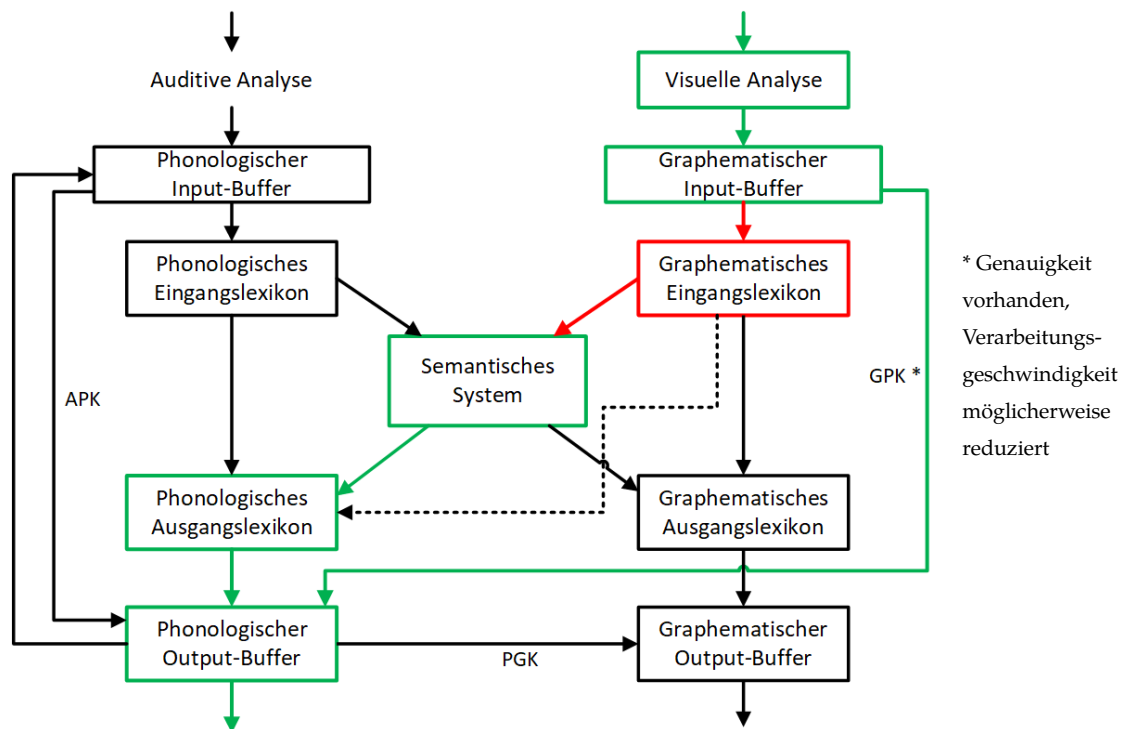 Auditive Analyse
Visuelle Analyse
Phonologischer
Input-Buffer
Graphematischer
Input-Buffer
Phonologisches
Eingangslexikon
Graphematisches
Eingangslexikon
* Genauigkeit
vorhanden,
Verarbeitungs-
geschwindigkeit
möglicherweise
reduziert
Semantisches
System
APK
GPK *
Phonologisches
Ausgangslexikon
Graphematisches
Ausgangslexikon
Phonologischer
Output-Buffer
PGK
Graphematischer
Output-Buffer